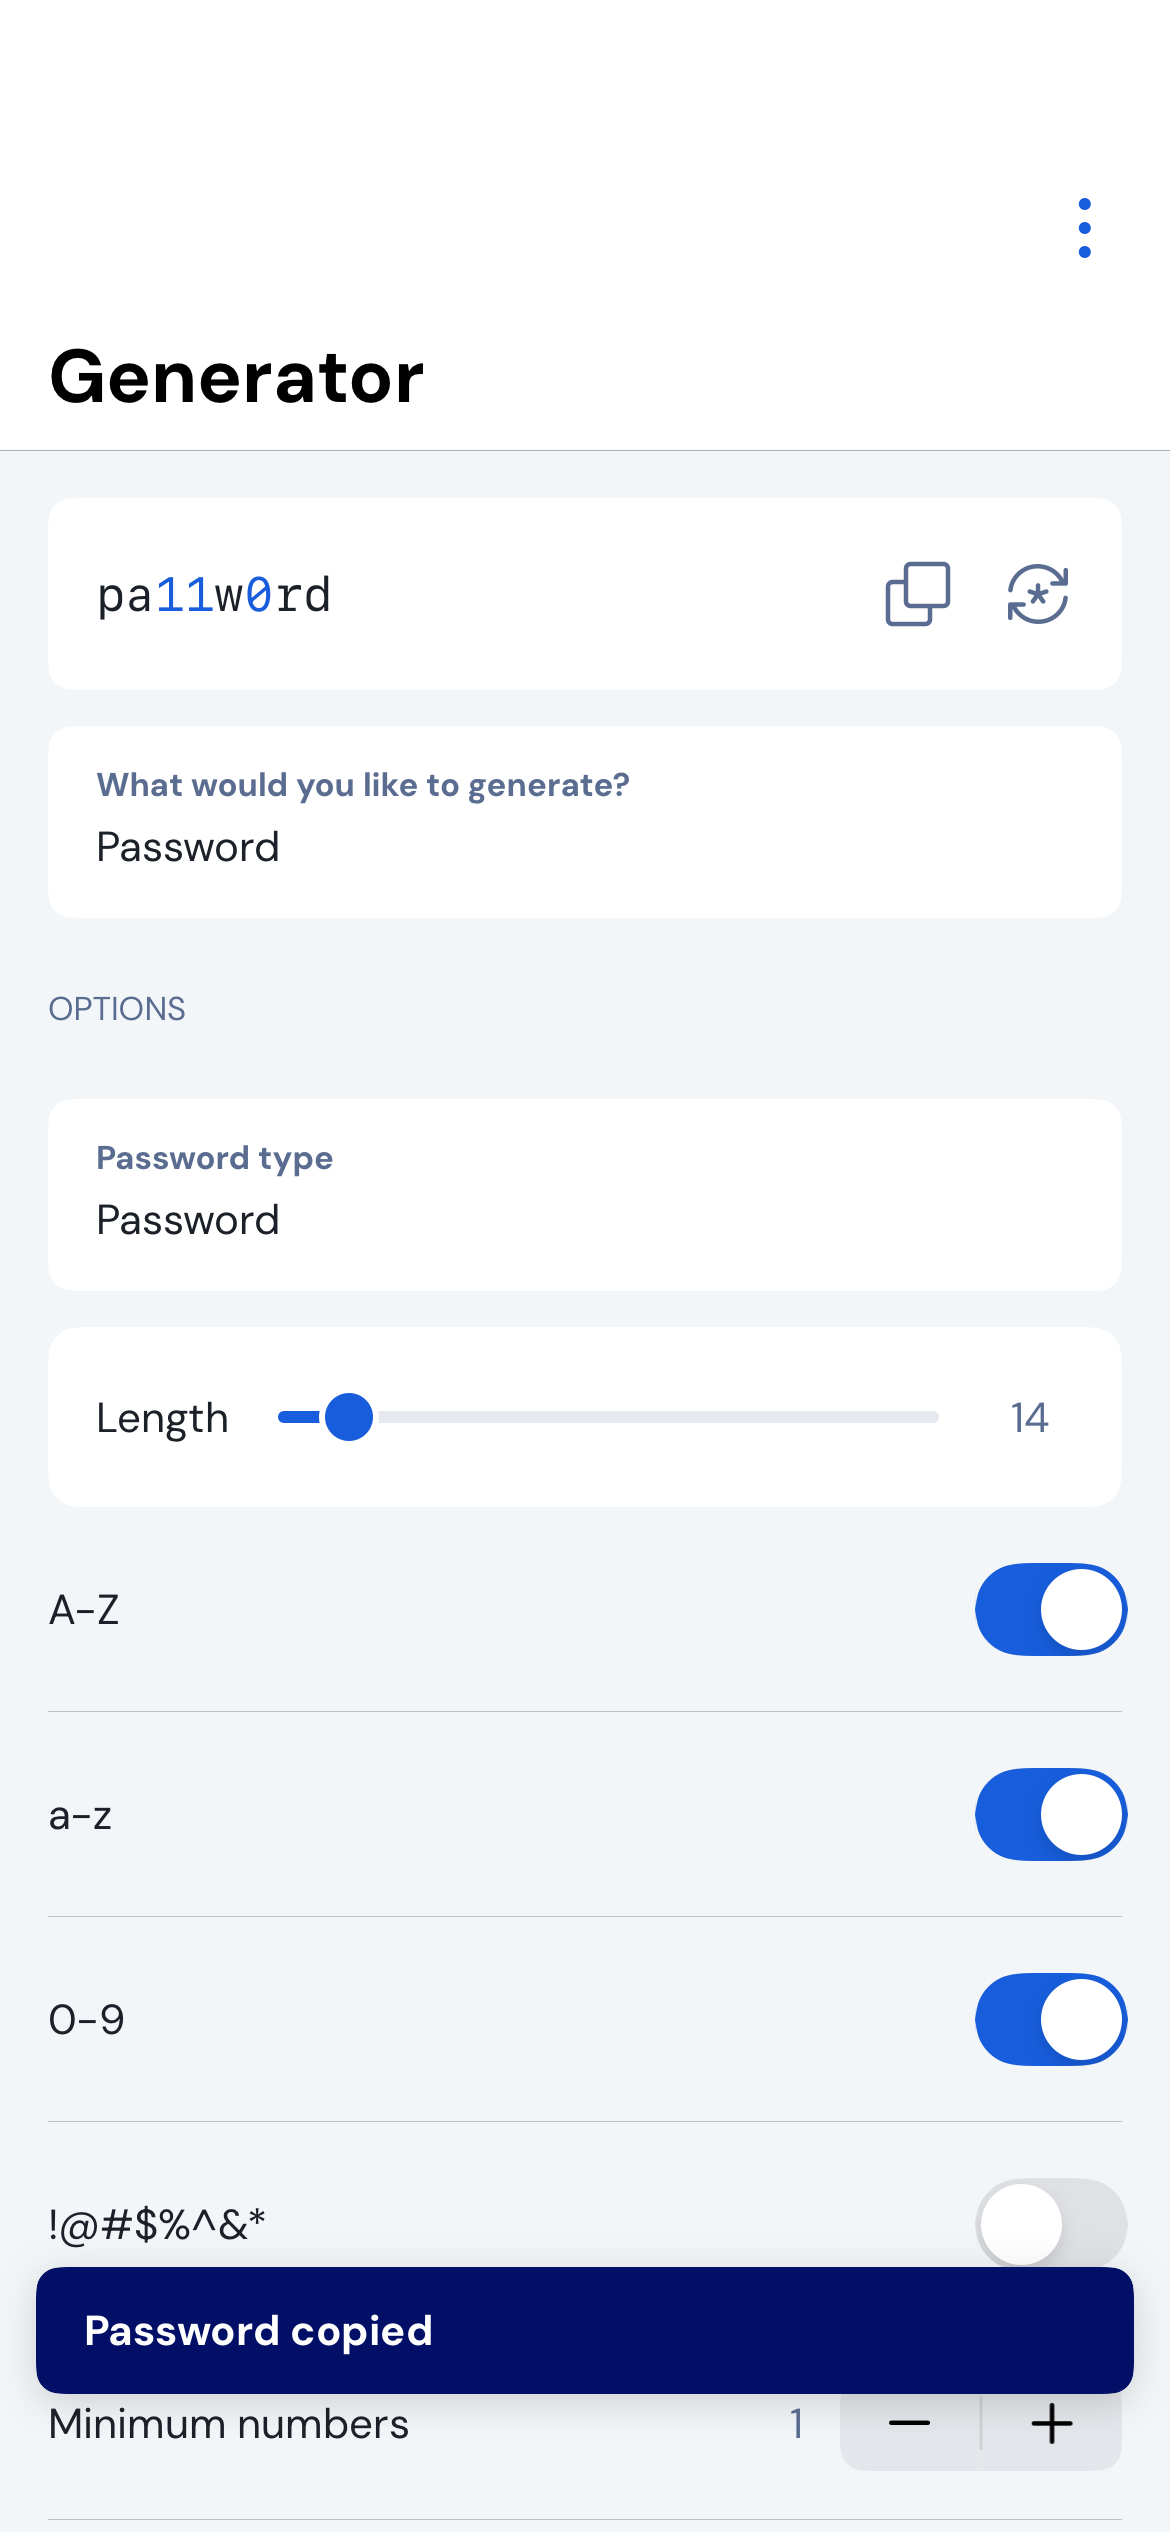 Generator
pa11w0rd
What would you like to generate?
Password
OPTIONS
Password type
Password
Length 14
A-Z
a-z
0-9
!@#$%^&*
Password copied
Minimum numbers 1